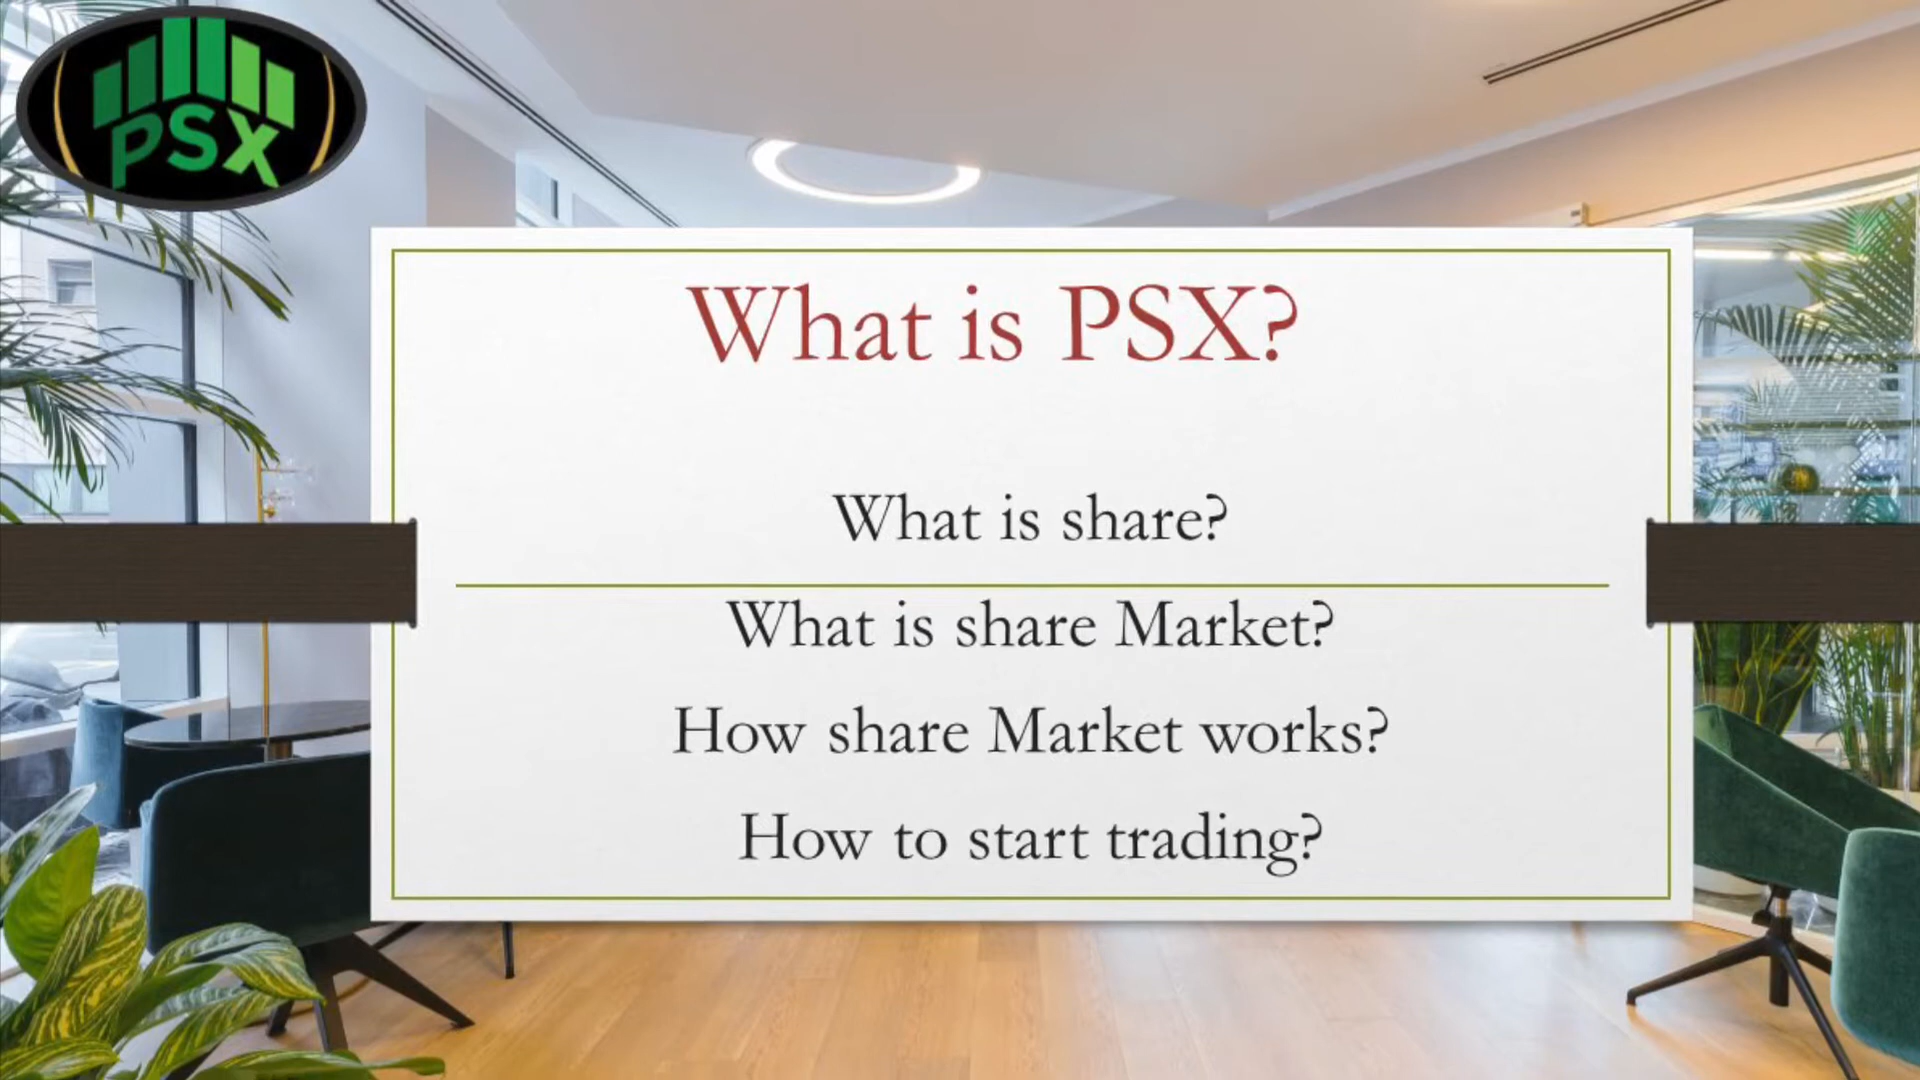 PSX
What is PSX?
What is share?
What is share Market?
How share Market works?
How to start trading?